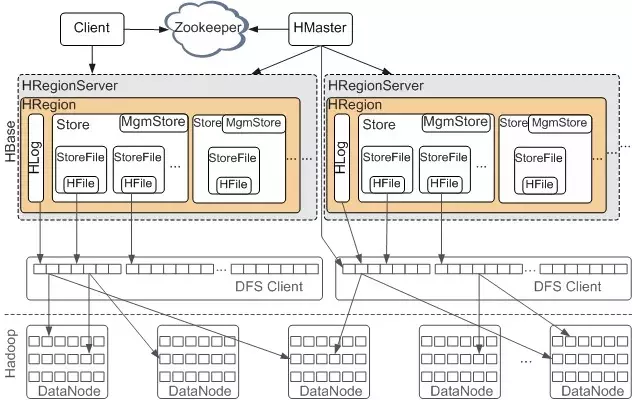 Client
Zookeeper
HMaster
HRegionServer
HRegionServer
HRegion
HRegion
HBase
HLog
Store
MgmStore
Store
MgmStore
StoreFile
StoreFile
...
StoreFile
HFile
HFile
HFile
... ...
HLog
Store
MgmStore
Store
MgmStore
StoreFile
StoreFile
...
StoreFile
HFile
HFile
HFile
... ...
...
...
DFS Client
DFS Client
Hadoop
...
DataNode
DataNode
DataNode
DataNode
DataNode